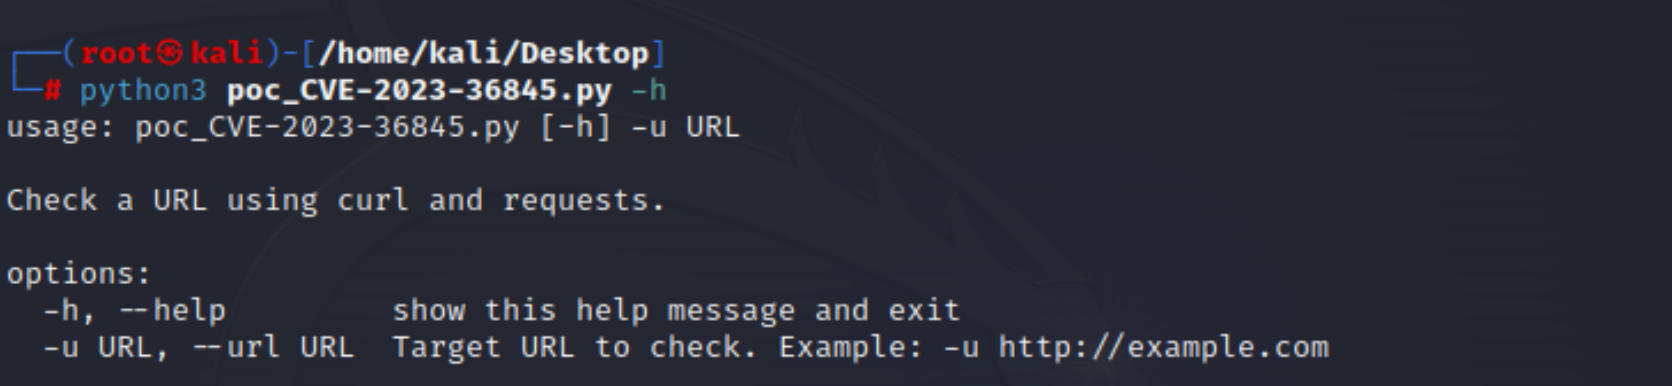 ┌──(root㉿kali)-[/home/kali/Desktop]
└─# python3 poc_CVE-2023-36845.py -h
usage: poc_CVE-2023-36845.py [-h] -u URL
Check a URL using curl and requests.
options:
-h, --help show this help message and exit
-u URL, --url URL Target URL to check. Example: -u http://example.com